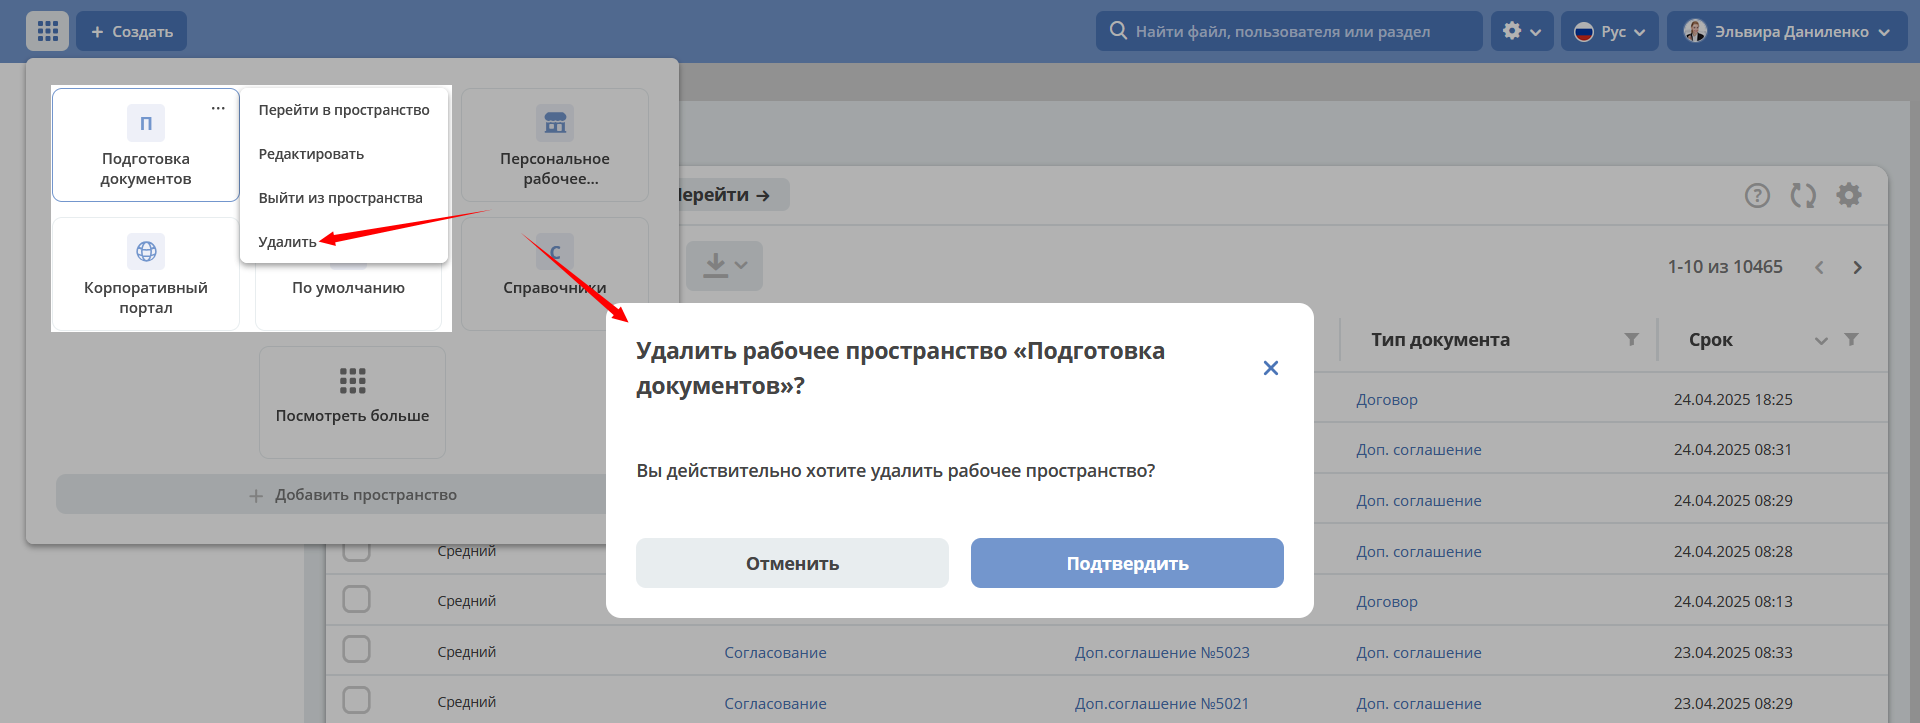 + Создать
Найти файл, пользователя или раздел
Рус
Эльвира Даниленко
П
Подготовка
документов
Перейти в пространство
Редактировать
Выйти из пространства
Удалить
Персональное
рабочее...
Корпоративный
портал
По умолчанию
С
Справочники
Посмотреть больше
+ Добавить пространство
1-10 из 10465
Тип документа
Срок
Удалить рабочее пространство «Подготовка
документов»?
Вы действительно хотите удалить рабочее пространство?
Отменить
Подтвердить
Договор
24.04.2025 18:25
Доп. соглашение
24.04.2025 08:31
Доп. соглашение
24.04.2025 08:29
Средний
Доп. соглашение
24.04.2025 08:28
Средний
Договор
24.04.2025 08:13
Средний
Согласование
Доп.соглашение №5023
Доп. соглашение
23.04.2025 08:33
Средний
Согласование
Доп.соглашение №5021
Доп. соглашение
23.04.2025 08:29